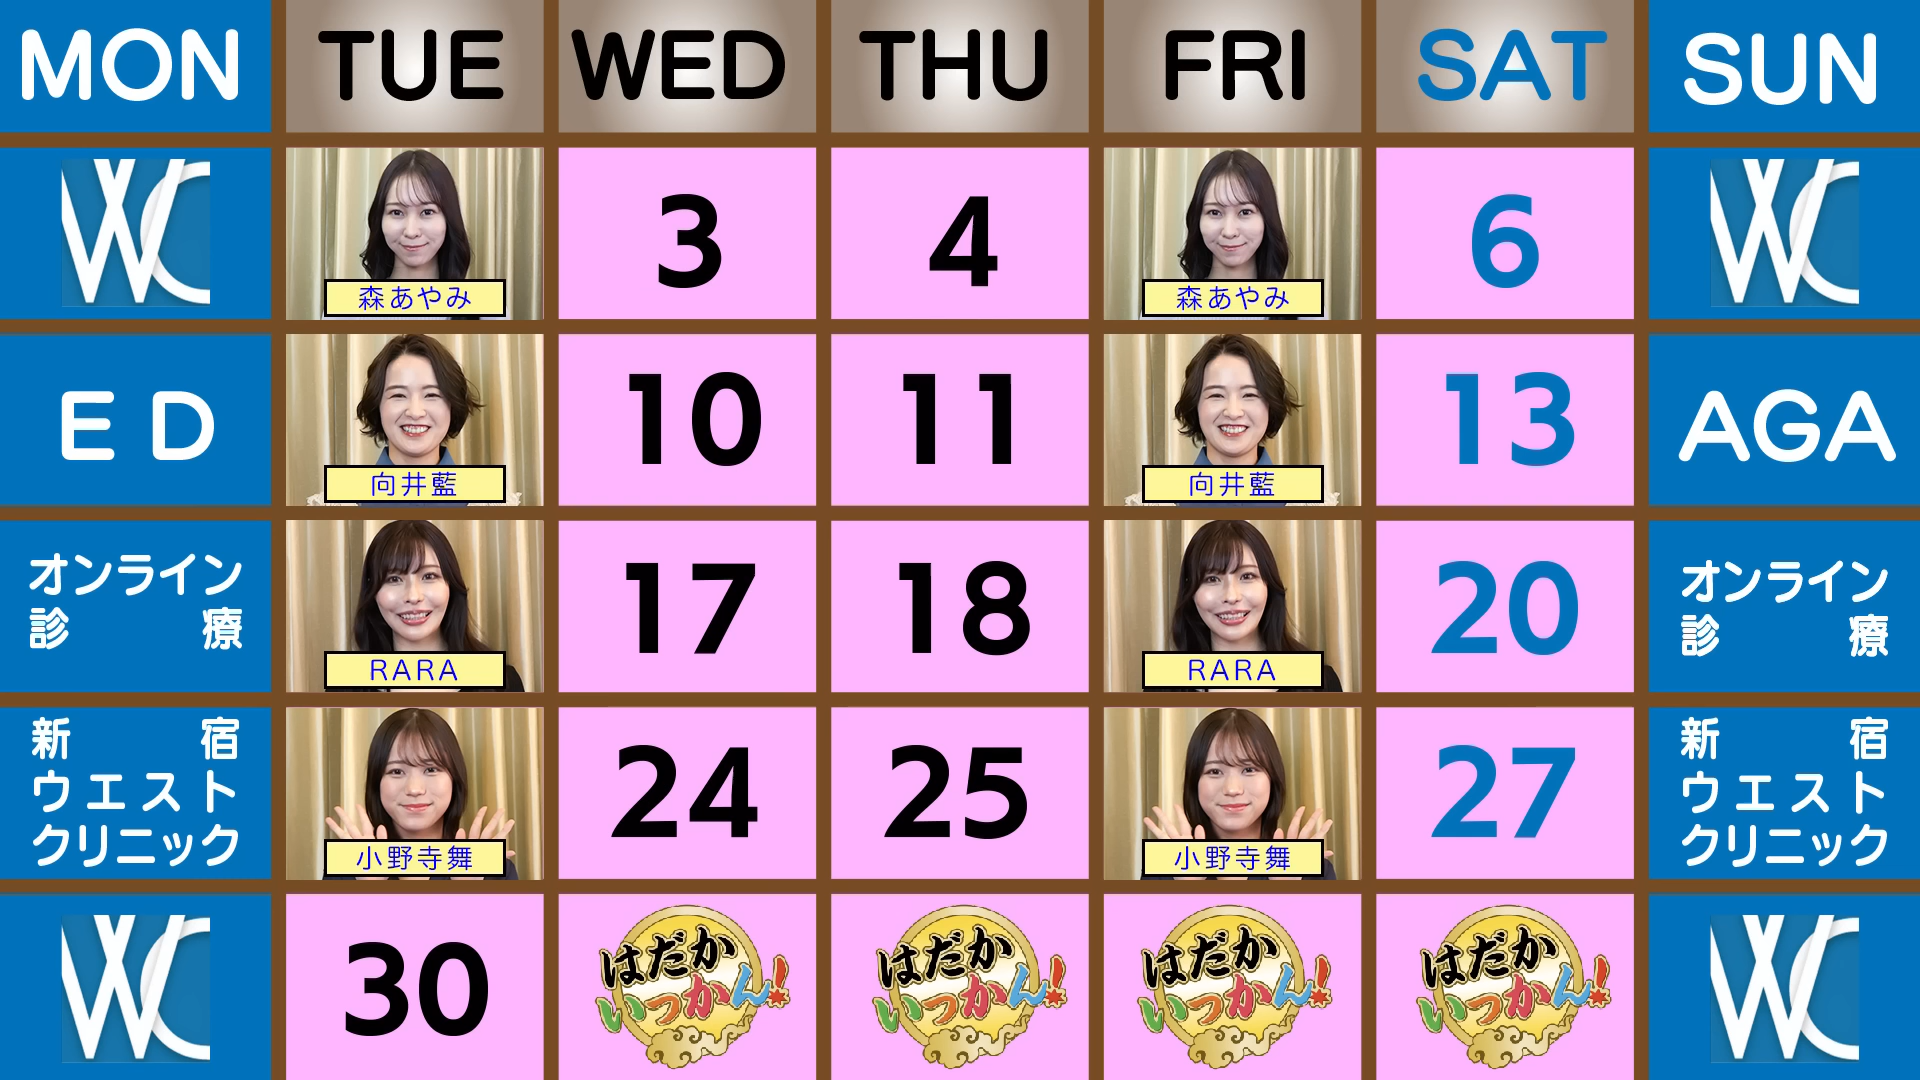 MON TUE WED THU FRI SAT SUN
WC 森あやみ 3 4 森あやみ 6 WC
ED 向井藍 10 11 向井藍 13 AGA
オンライン
診療
RARA 17 18 RARA 20
オンライン
診療
新宿
ウエスト
クリニック
小野寺舞 24 25 小野寺舞 27
新宿
ウエスト
クリニック
WC 30
はだか
いっかん!
はだか
いっかん!
はだか
いっかん!
はだか
いっかん!
WC